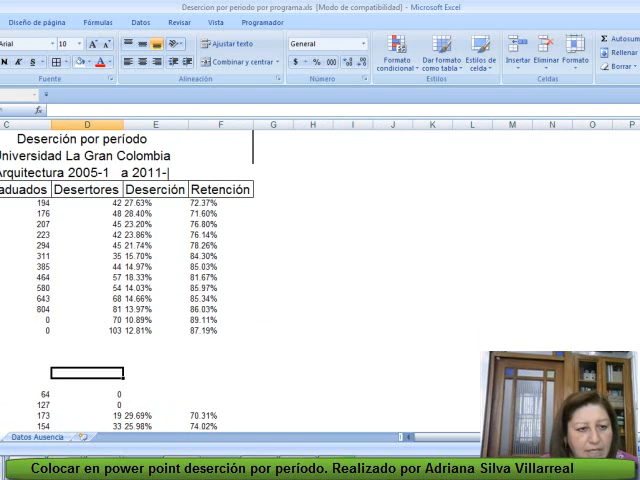 Desercion por periodo por programa.xls [Modo de compatibilidad] - Microsoft Excel
Diseño de página Fórmulas Datos Revisar Vista Programador
Arial 10 A A Ajustar texto General Autosuma
N K S A Combinar y centrar $ % 000 Formato condicional Dar formato como tabla Estilos de celda Insertar Eliminar Formato Rellenar
Borrar
Fuente Alineación Número Estilos Celdas
fx
C D E F G H I J K L M N O P
Deserción por período
Universidad La Gran Colombia
Arquitectura 2005-1 a 2011-
aduados Desertores Deserción Retención
194 42 27.63% 72.37%
176 48 28.40% 71.60%
207 45 23.20% 76.80%
223 42 23.86% 76.14%
294 45 21.74% 78.26%
311 35 15.70% 84.30%
385 44 14.97% 85.03%
464 57 18.33% 81.67%
580 54 14.03% 85.97%
643 68 14.66% 85.34%
804 81 13.97% 86.03%
0 70 10.89% 89.11%
0 103 12.81% 87.19%
64 0
127 0
173 19 29.69% 70.31%
154 33 25.98% 74.02%
Datos Ausencia
Colocar en power point deserción por período. Realizado por Adriana Silva Villarreal